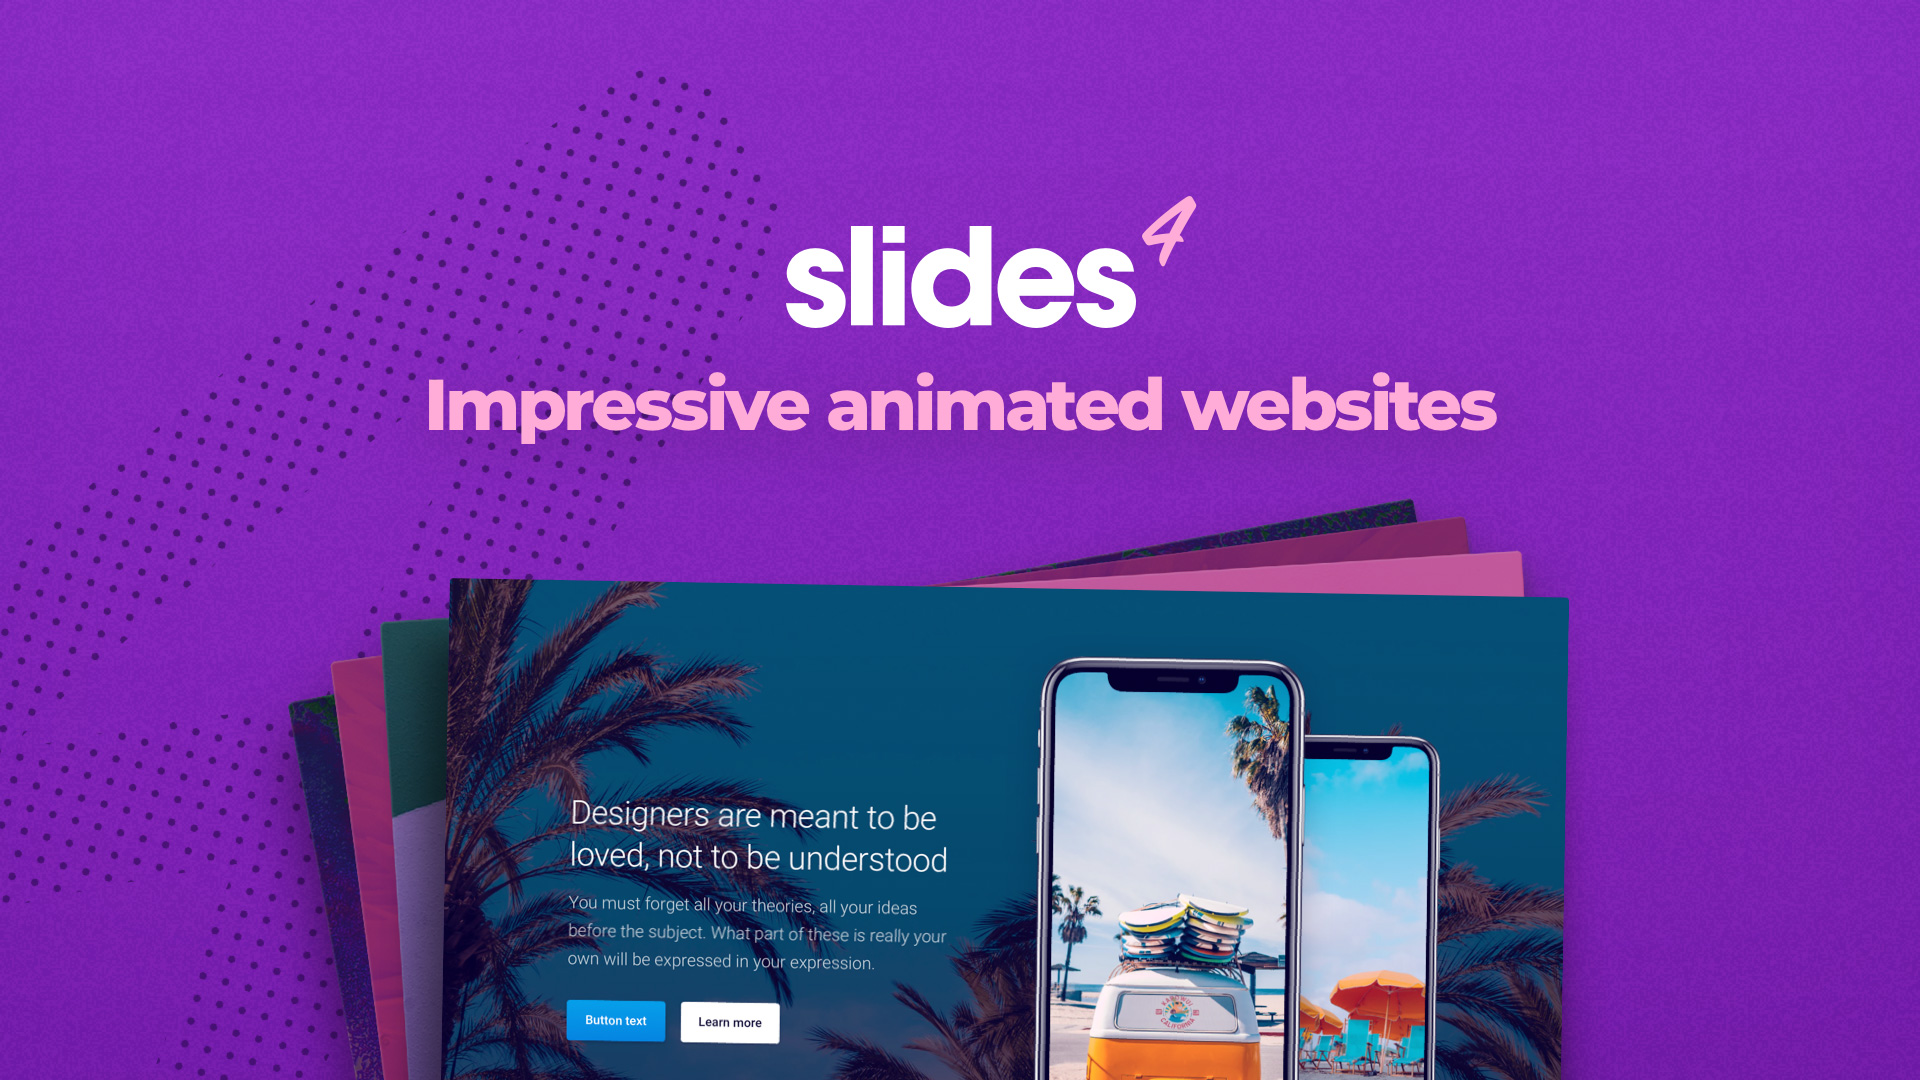 slides 4
Impressive animated websites
Designers are meant to be
loved, not to be understood
You must forget all your theories, all your ideas
before the subject. What part of these is really your
own will be expressed in your expression.
Button text
Learn more
CALIFORNIA